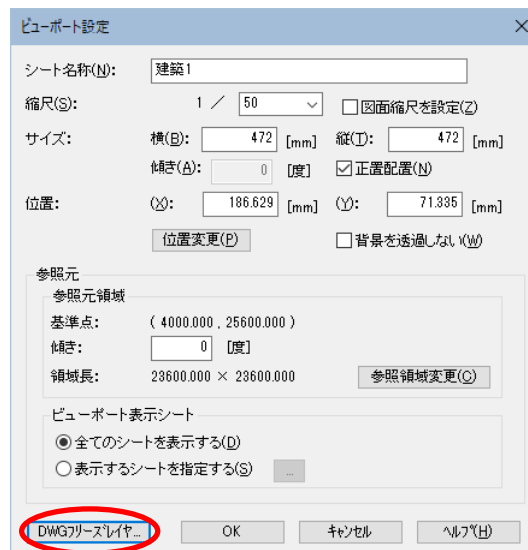 ビューポート設定
シート名称(N): 建築1
縮尺(S): 1 / 50 図面縮尺を設定(Z)
サイズ: 横(B): 472 [mm] 縦(T): 472 [mm]
傾き(A): 0 [度] 正置配置(N)
位置: (X): 186.629 [mm] (Y): 71.335 [mm]
位置変更(P) 背景を透過しない(W)
参照元
参照元領域
基準点: ( 4000.000 , 25600.000 )
傾き: 0 [度]
領域長: 23600.000 × 23600.000 参照領域変更(C)
ビューポート表示シート
全てのシートを表示する(D)
表示するシートを指定する(S) ...
DWGフリーズレイヤ... OK キャンセル ヘルプ(H)